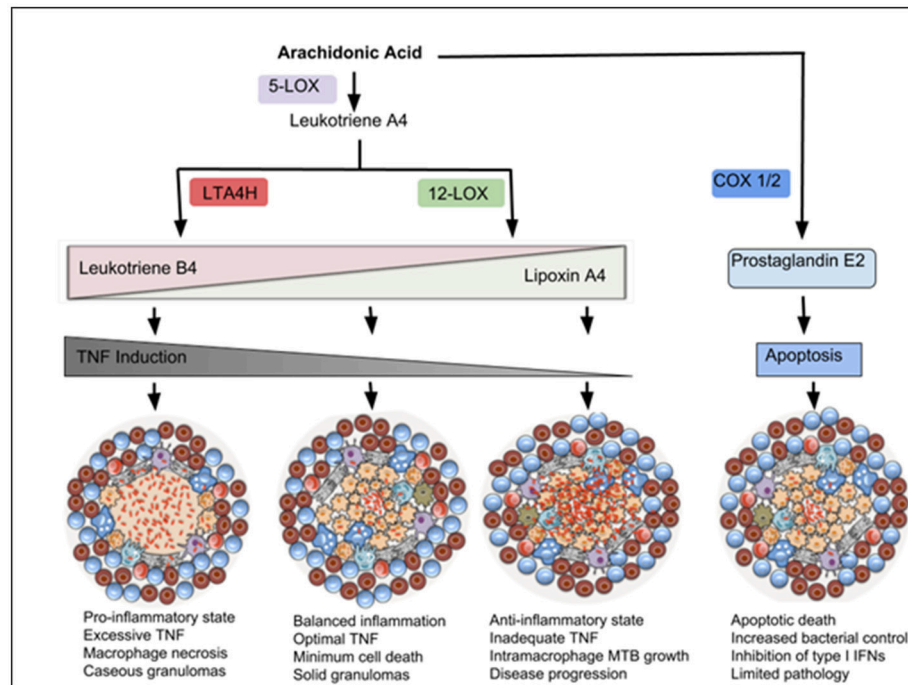 Arachidonic Acid
5-LOX
Leukotriene A4
LTA4H
12-LOX
COX 1/2
Leukotriene B4
Lipoxin A4
Prostaglandin E2
TNF Induction
Apoptosis
Pro-inflammatory state
Excessive TNF
Macrophage necrosis
Caseous granulomas
Balanced inflammation
Optimal TNF
Minimum cell death
Solid granulomas
Anti-inflammatory state
Inadequate TNF
Intramacrophage MTB growth
Disease progression
Apoptotic death
Increased bacterial control
Inhibition of type I IFNs
Limited pathology